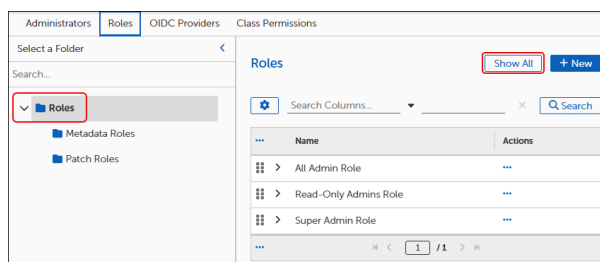 Administrators Roles OIDC Providers Class Permissions
Select a Folder
Search...
Roles
Metadata Roles
Patch Roles
Roles Show All + New
Search Columns... Search
Name Actions
All Admin Role
Read-Only Admins Role
Super Admin Role
1 / 1